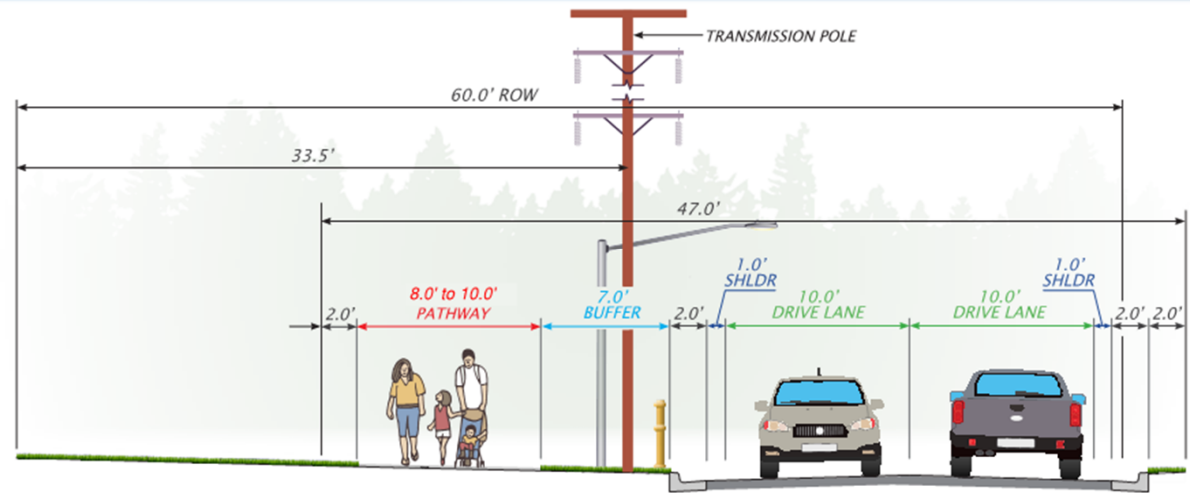 TRANSMISSION POLE
60.0' ROW
33.5'
47.0'
1.0'
SHLDR
1.0'
SHLDR
8.0' to 10.0'
PATHWAY
7.0'
BUFFER
10.0'
DRIVE LANE
10.0'
DRIVE LANE
2.0'
2.0'
2.0'
2.0'